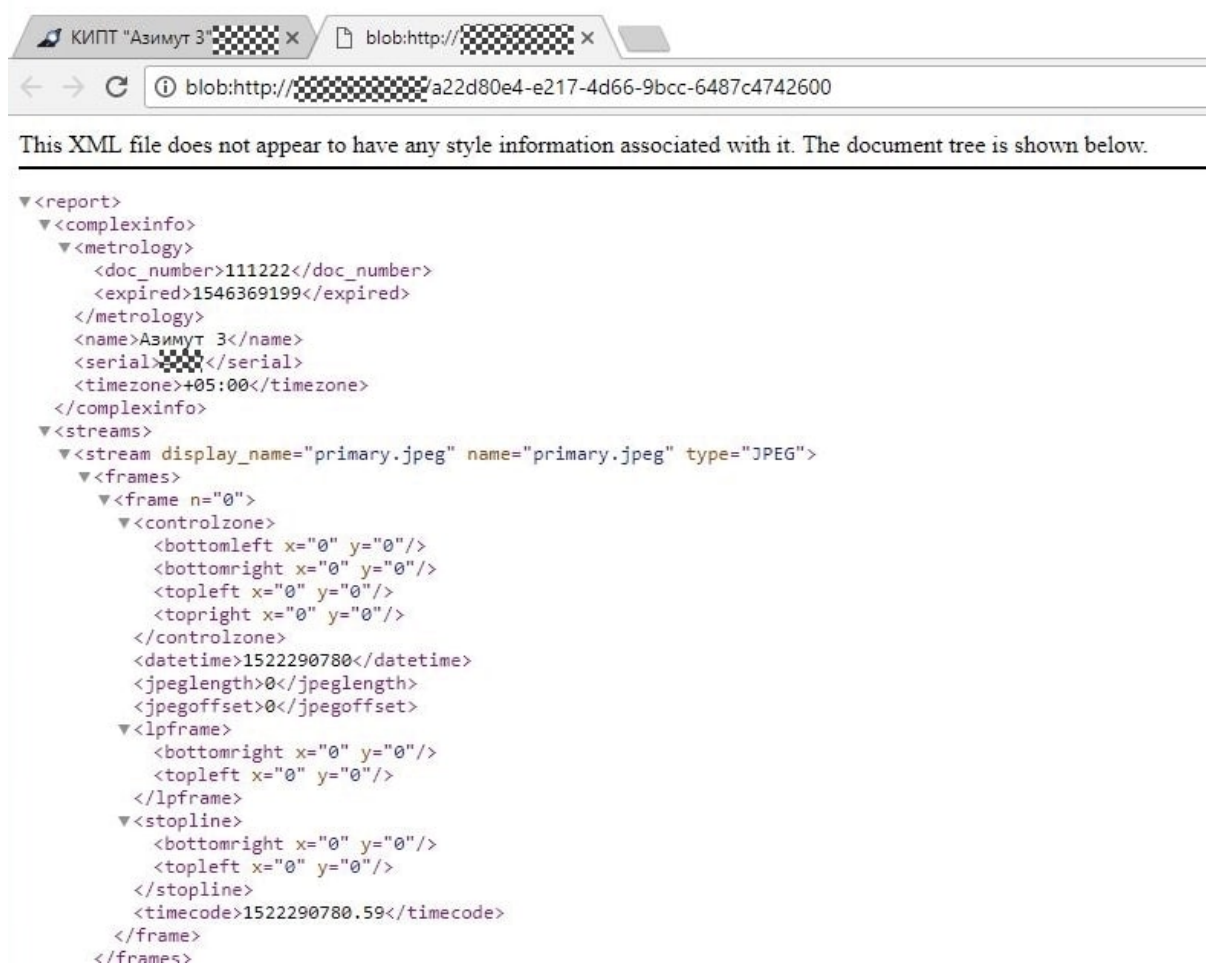 КИПТ "Азимут 3"
blob:http://
blob:http:// /a22d80e4-e217-4d66-9bcc-6487c4742600
This XML file does not appear to have any style information associated with it. The document tree is shown below.
▼<report>
▼<complexinfo>
▼<metrology>
<doc_number>111222</doc_number>
<expired>1546369199</expired>
</metrology>
<name>Азимут 3</name>
<serial> </serial>
<timezone>+05:00</timezone>
</complexinfo>
▼<streams>
▼<stream display_name="primary.jpeg" name="primary.jpeg" type="JPEG">
▼<frames>
▼<frame n="0">
▼<controlzone>
<bottomleft x="0" y="0"/>
<bottomright x="0" y="0"/>
<topleft x="0" y="0"/>
<topright x="0" y="0"/>
</controlzone>
<datetime>1522290780</datetime>
<jpeglength>0</jpeglength>
<jpegoffset>0</jpegoffset>
▼<lpframe>
<bottomright x="0" y="0"/>
<topleft x="0" y="0"/>
</lpframe>
▼<stopline>
<bottomright x="0" y="0"/>
<topleft x="0" y="0"/>
</stopline>
<timecode>1522290780.59</timecode>
</frame>
</frames>